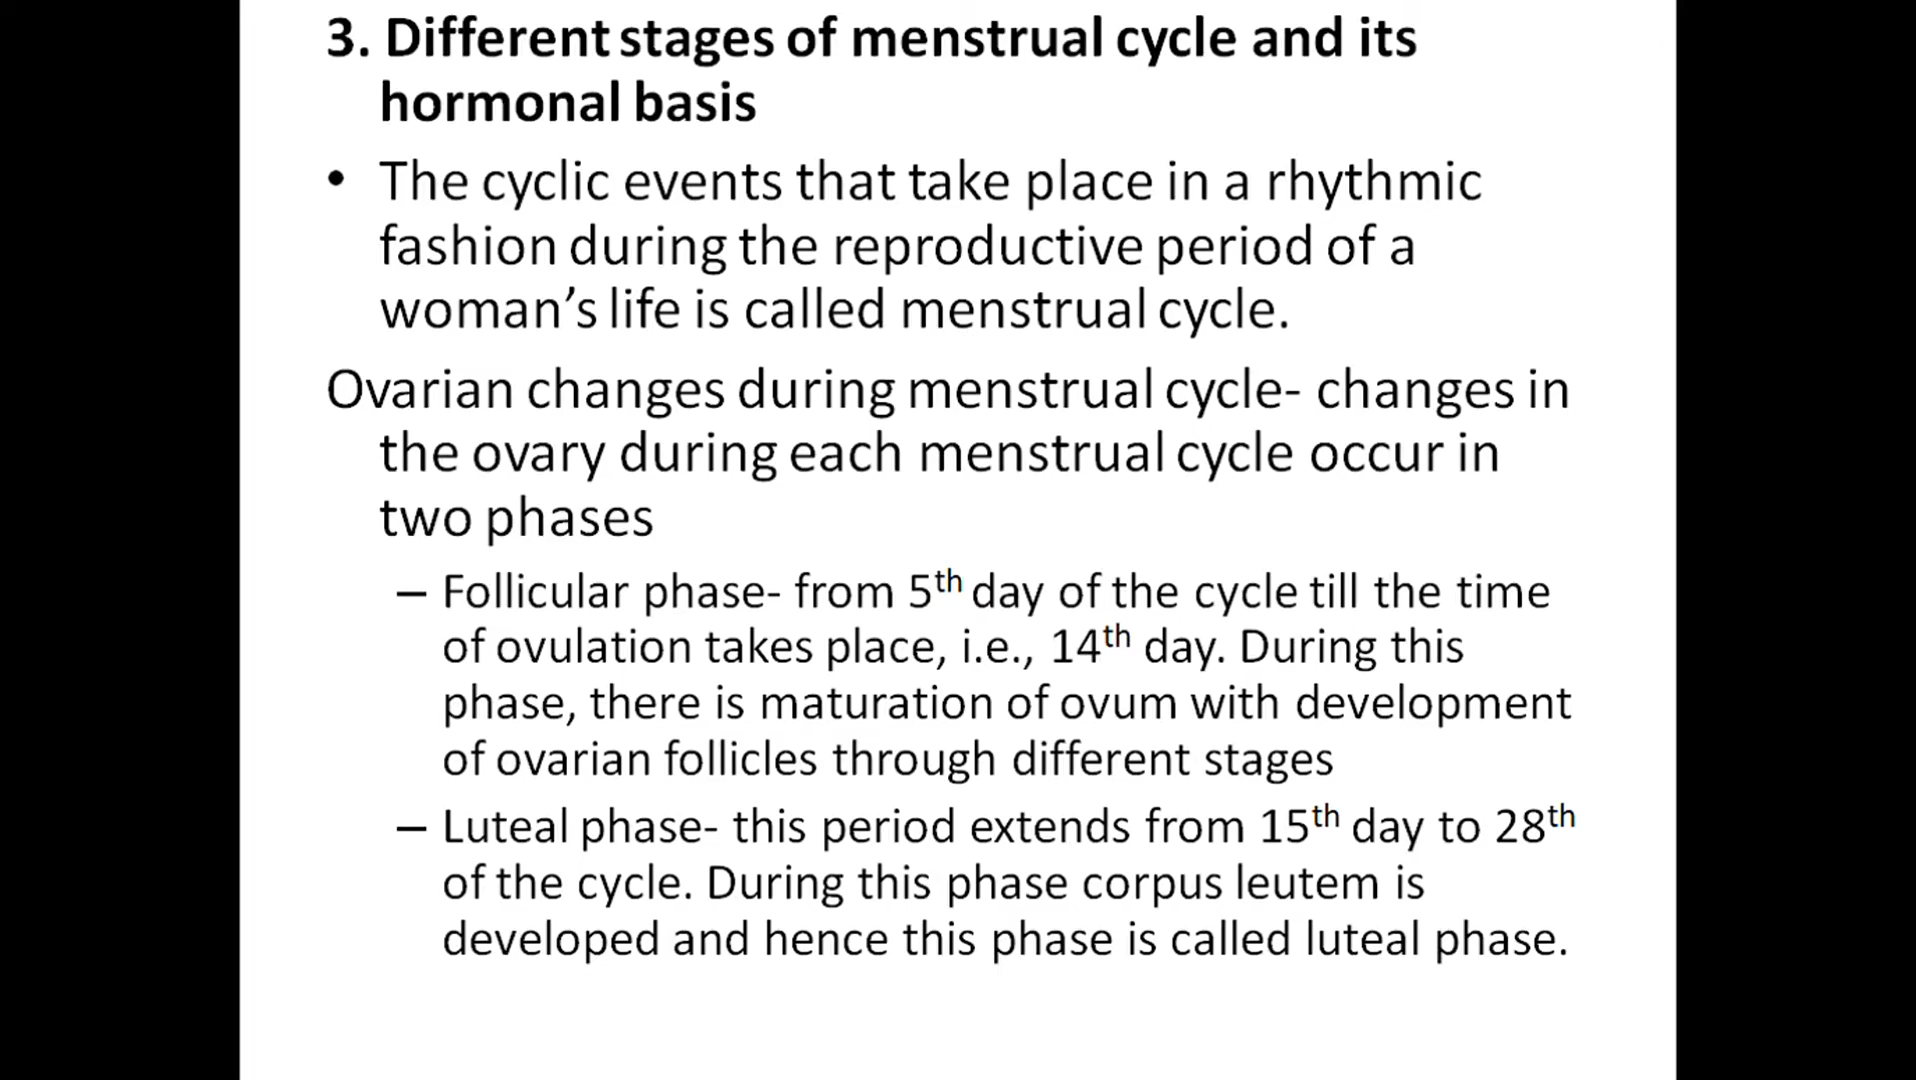 3. Different stages of menstrual cycle and its
hormonal basis
• The cyclic events that take place in a rhythmic
fashion during the reproductive period of a
woman’s life is called menstrual cycle.
Ovarian changes during menstrual cycle- changes in
the ovary during each menstrual cycle occur in
two phases
– Follicular phase- from 5th day of the cycle till the time
of ovulation takes place, i.e., 14th day. During this
phase, there is maturation of ovum with development
of ovarian follicles through different stages
– Luteal phase- this period extends from 15th day to 28th
of the cycle. During this phase corpus leutem is
developed and hence this phase is called luteal phase.